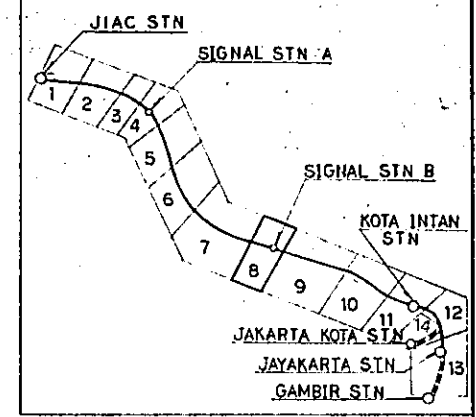 JIAC STN
SIGNAL STN A
1
2
3
4
5
6
SIGNAL STN B
7
8
9
10
KOTA INTAN
STN
11
12
14
JAKARTA KOTA STN
JAYAKARTA STN
13
GAMBIR STN